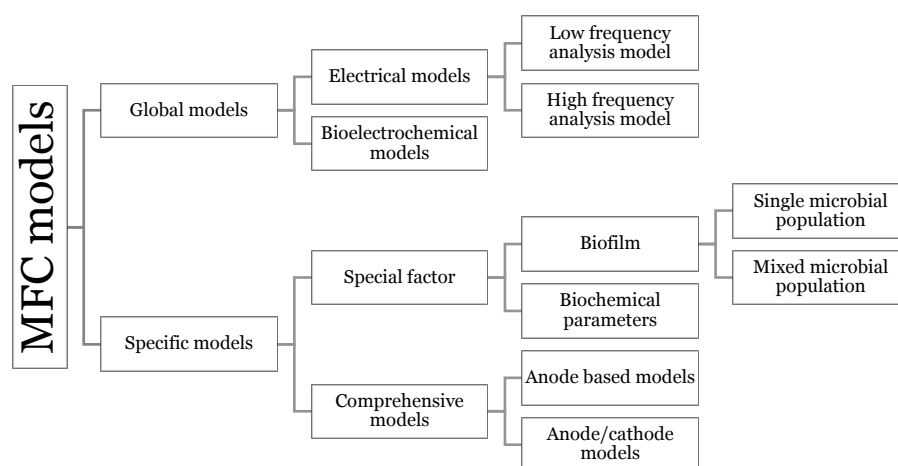 MFC models
Global models
Electrical models
Low frequency
analysis model
High frequency
analysis model
Bioelectrochemical
models
Specific models
Special factor
Biofilm
Single microbial
population
Mixed microbial
population
Biochemical
parameters
Comprehensive
models
Anode based models
Anode/cathode
models